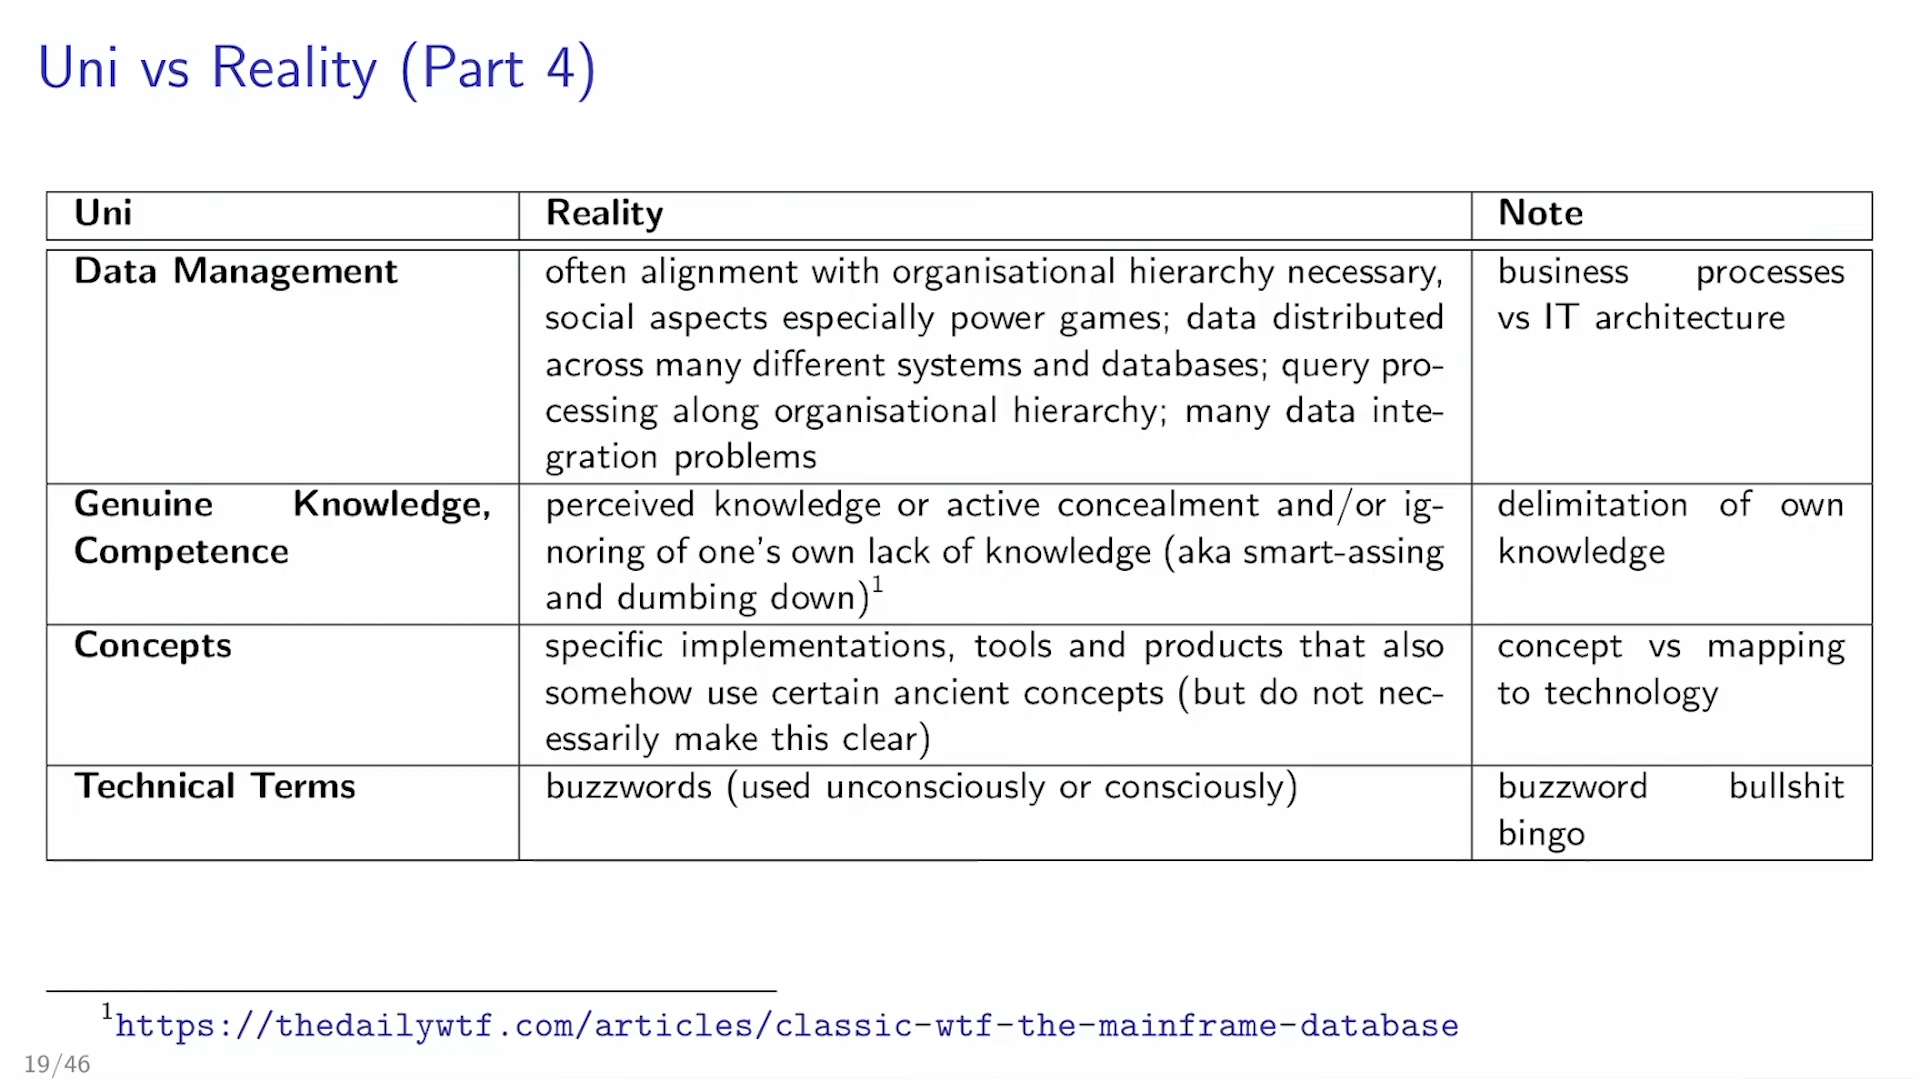 Uni vs Reality (Part 4)
Uni Reality Note
Data Management often alignment with organisational hierarchy necessary, business processes
social aspects especially power games; data distributed vs IT architecture
across many different systems and databases; query pro-
cessing along organisational hierarchy; many data inte-
gration problems
Genuine Knowledge, perceived knowledge or active concealment and/or ig- delimitation of own
Competence noring of one's own lack of knowledge (aka smart-assing knowledge
and dumbing down)¹
Concepts specific implementations, tools and products that also concept vs mapping
somehow use certain ancient concepts (but do not nec- to technology
essarily make this clear)
Technical Terms buzzwords (used unconsciously or consciously) buzzword bullshit
bingo
¹https://thedailywtf.com/articles/classic-wtf-the-mainframe-database
19/46